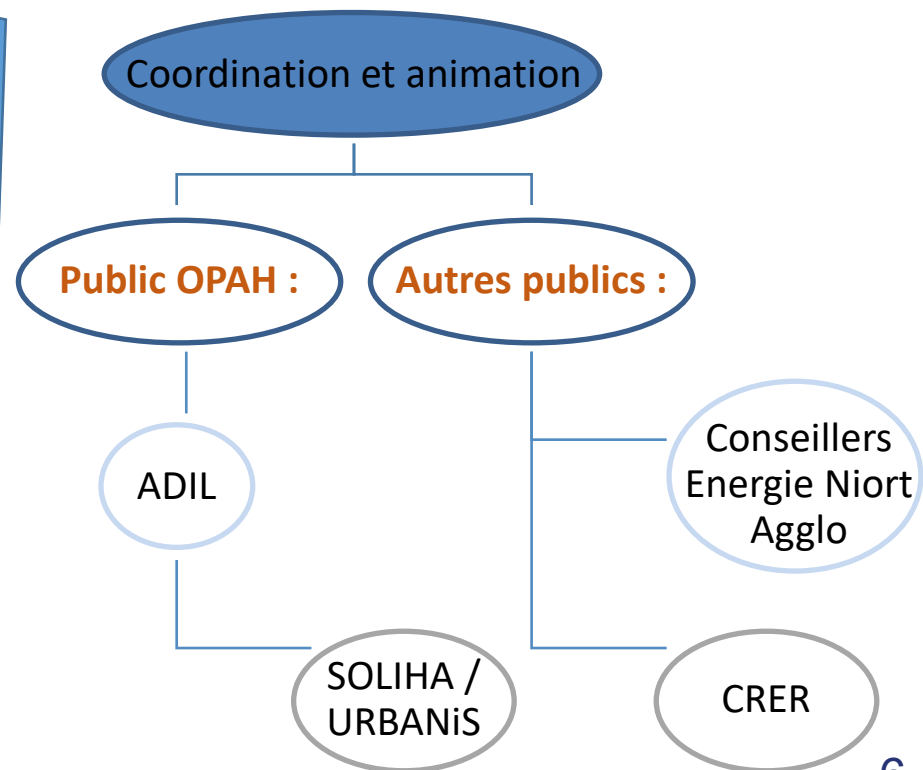 Coordination et animation
Public OPAH :
Autres publics :
ADIL
Conseillers
Energie Niort
Agglo
SOLIHA /
URBANiS
CRER